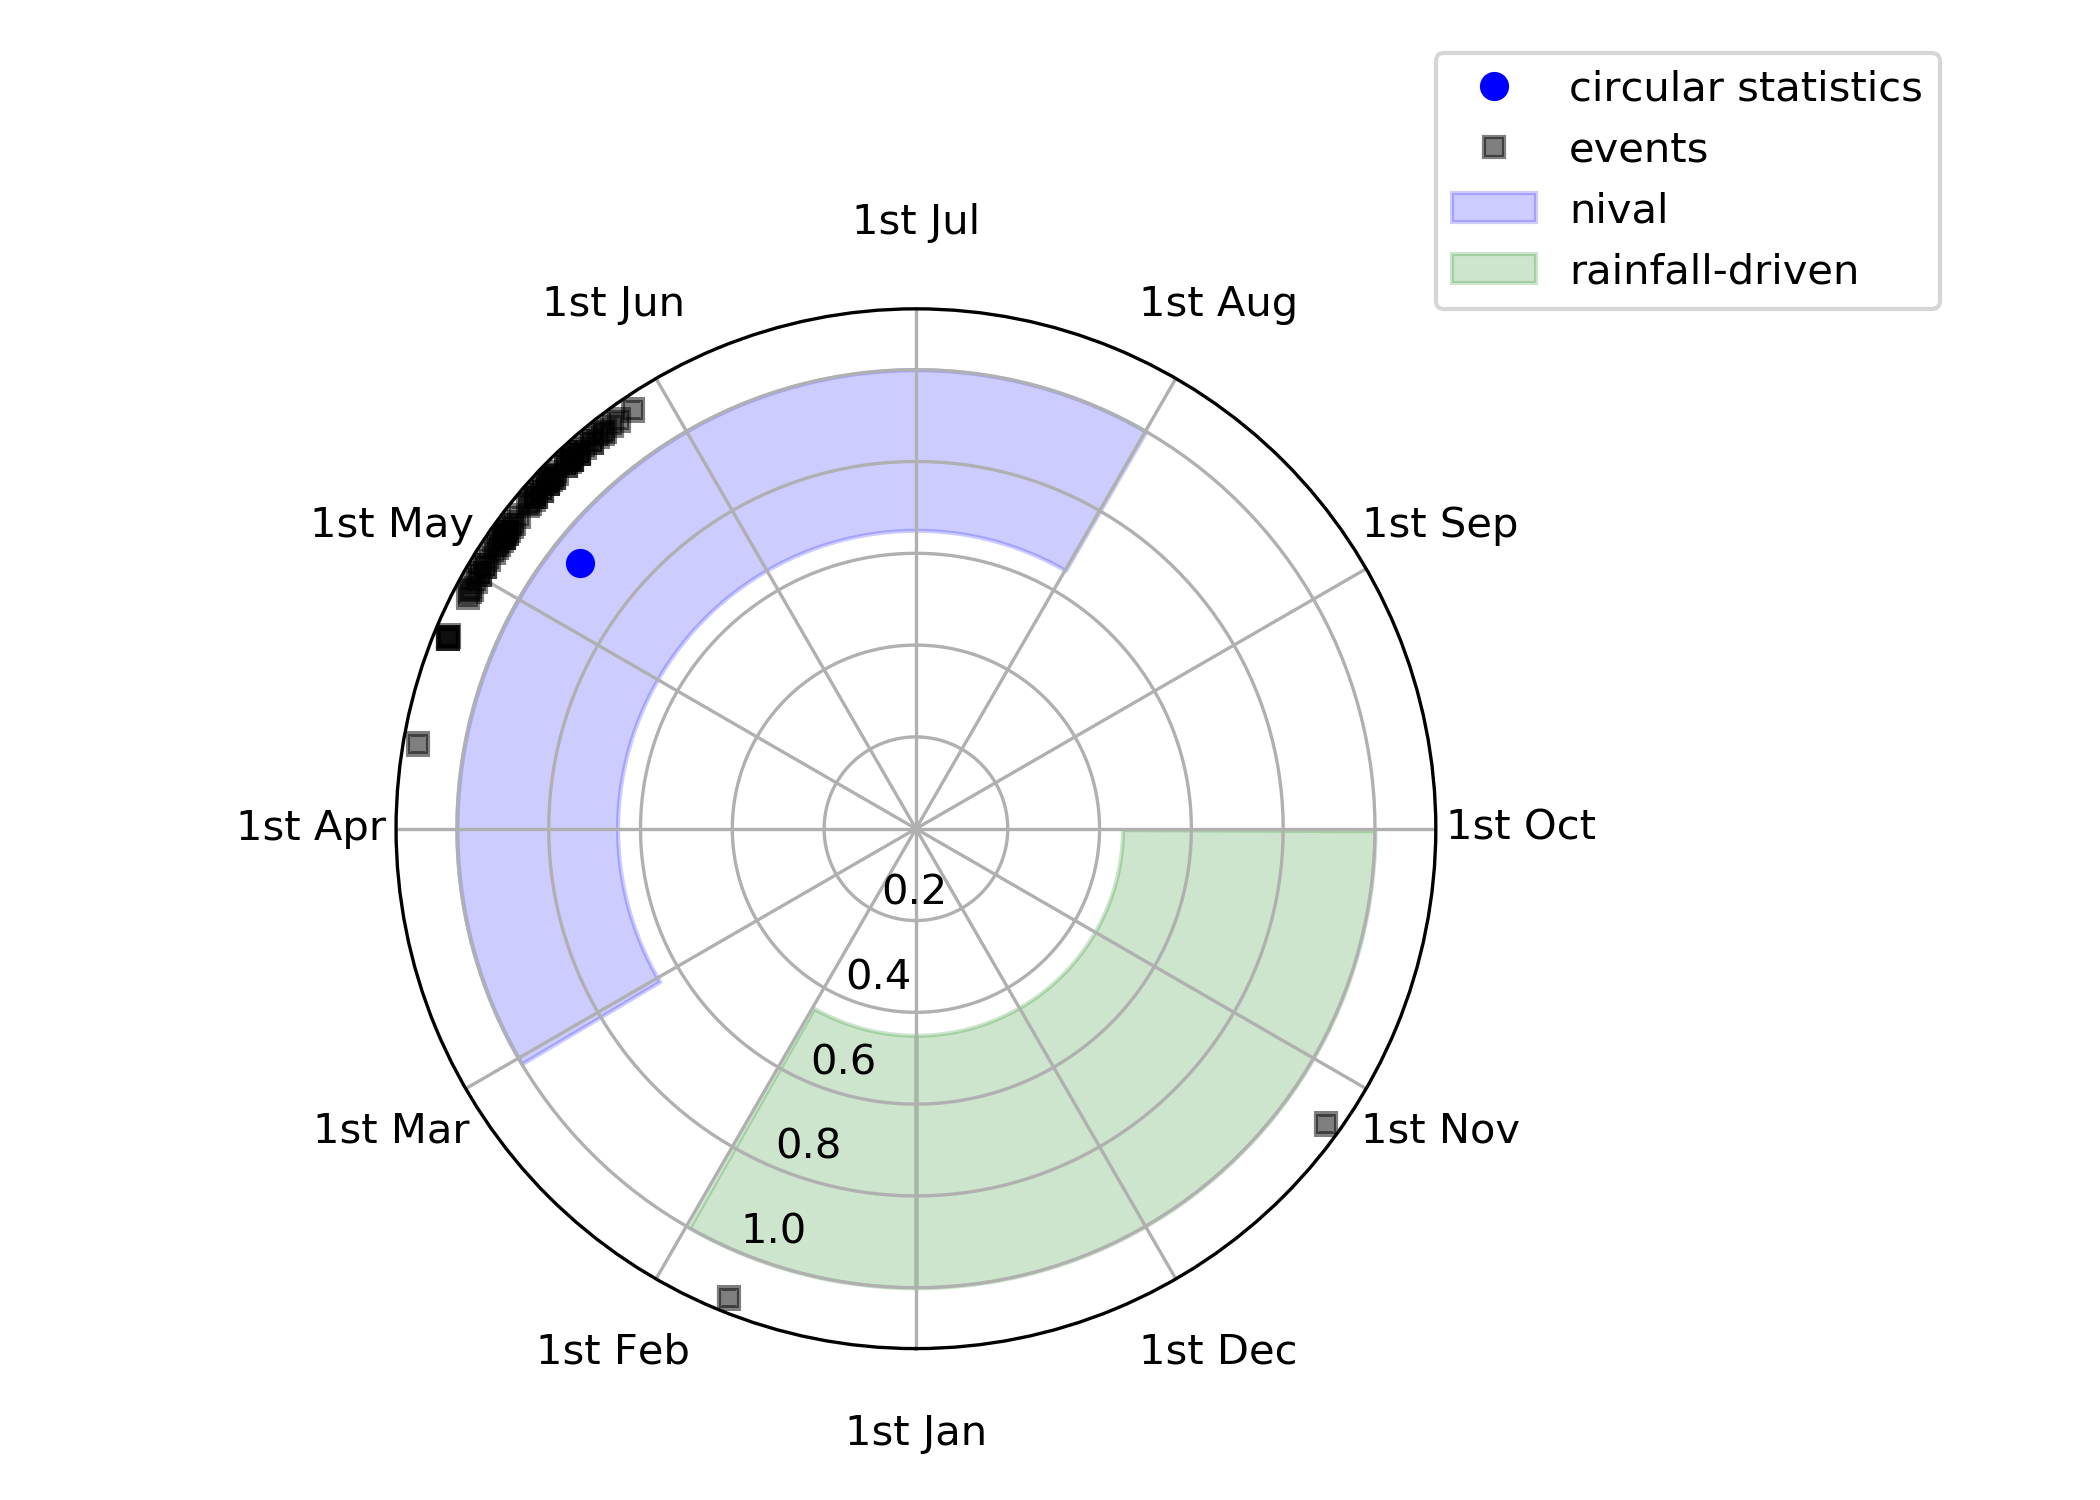 circular statistics
events
nival
rainfall-driven
1st Jul
1st Jun
1st Aug
1st May
1st Sep
1st Apr
1st Oct
0.2
0.4
0.6
0.8
1.0
1st Mar
1st Nov
1st Feb
1st Dec
1st Jan